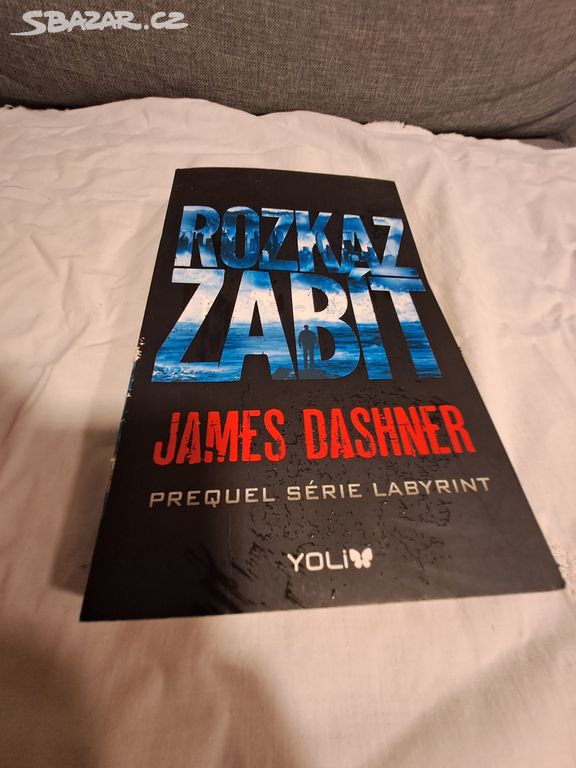 SBAZAR.CZ
ROZKAZ
ZABÍT
JAMES DASHNER
PREQUEL SÉRIE LABYRINT
YOLi